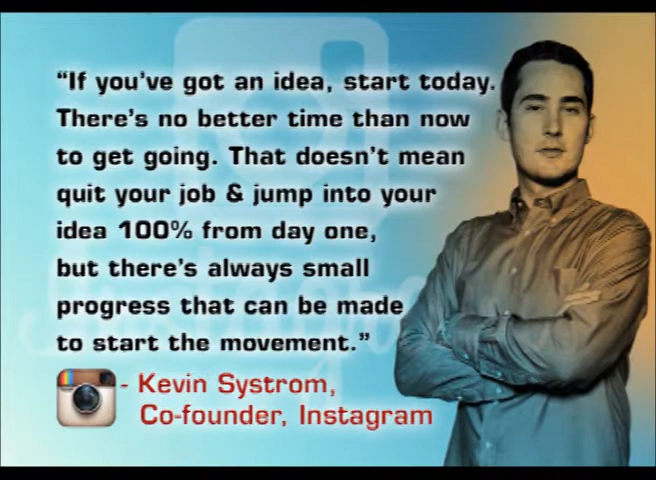 “If you’ve got an idea, start today.
There’s no better time than now
to get going. That doesn’t mean
quit your job & jump into your
idea 100% from day one,
but there’s always small
progress that can be made
to start the movement.”
- Kevin Systrom,
Co-founder, Instagram
Instagram